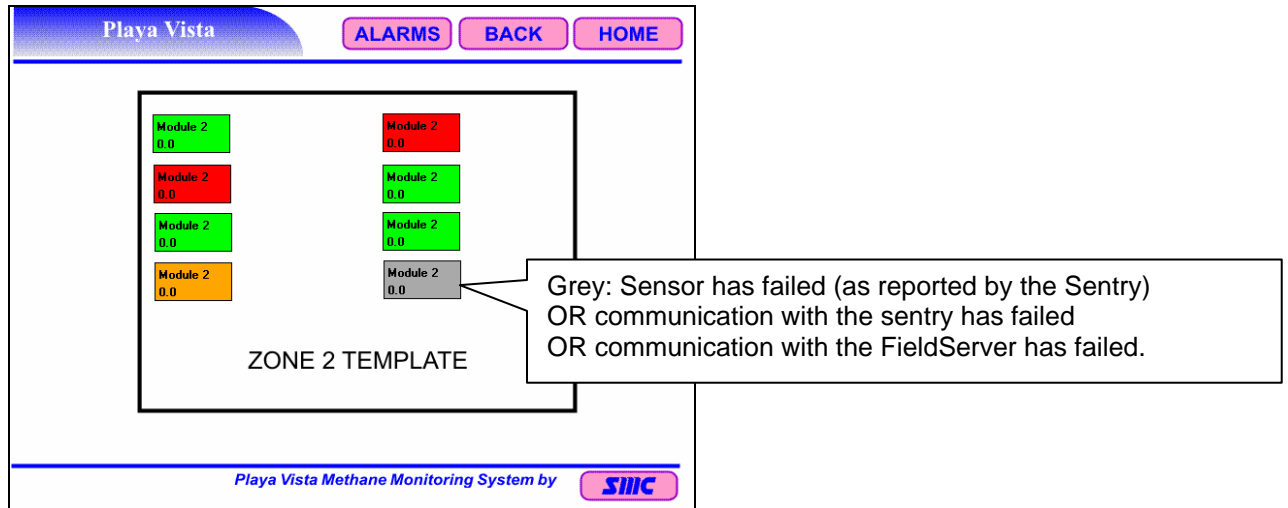 Playa Vista
ALARMS BACK HOME
Module 2
0.0
Module 2
0.0
Module 2
0.0
Module 2
0.0
Module 2
0.0
Module 2
0.0
Module 2
0.0
Module 2
0.0
Grey: Sensor has failed (as reported by the Sentry)
OR communication with the sentry has failed
OR communication with the FieldServer has failed.
ZONE 2 TEMPLATE
Playa Vista Methane Monitoring System by
SMC